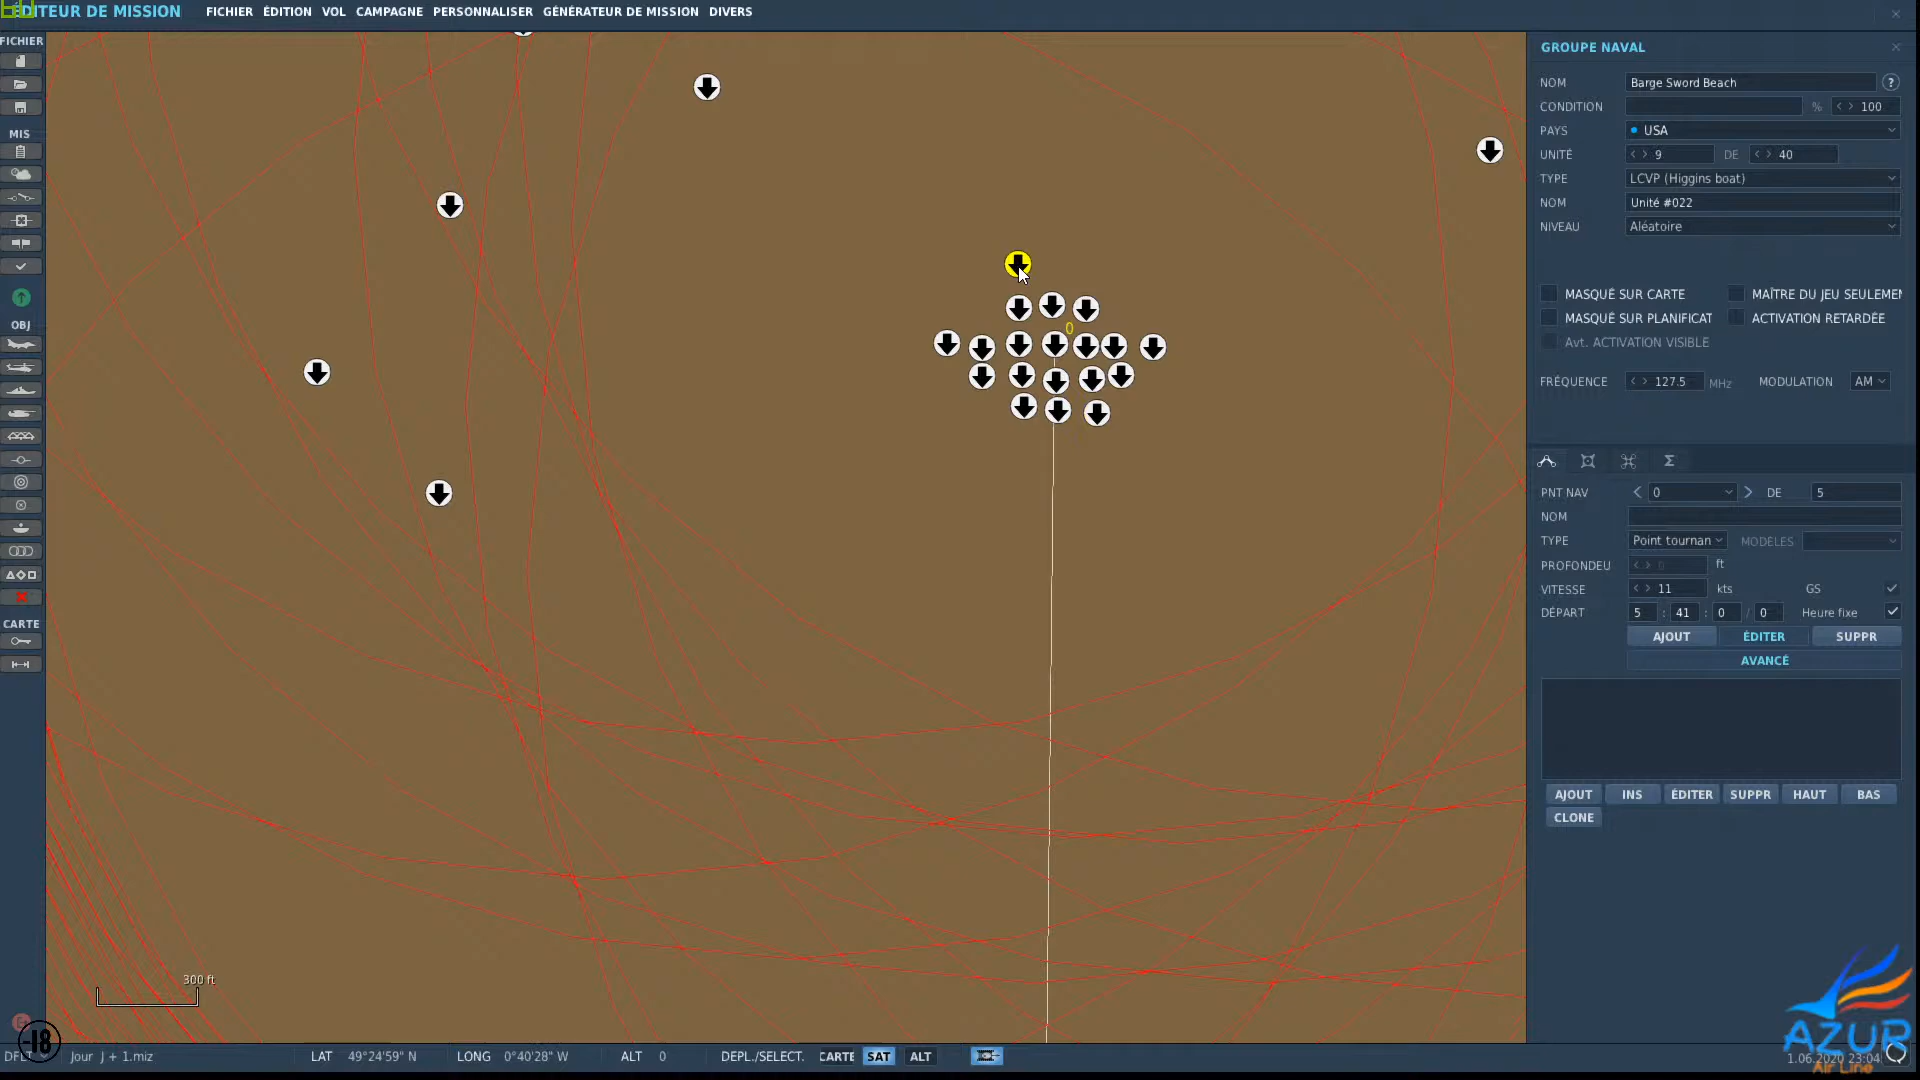 EDITEUR DE MISSION
FICHIER ÉDITION VOL CAMPAGNE PERSONNALISER GÉNÉRATEUR DE MISSION DIVERS
FICHIER
MIS
OBJ
CARTE
0
300 ft
GROUPE NAVAL
NOM Barge Sword Beach ?
CONDITION % < > 100
PAYS USA
UNITÉ < > 9 DE < > 40
TYPE LCVP (Higgins boat)
NOM Unité #022
NIVEAU Aléatoire
MASQUÉ SUR CARTE MAÎTRE DU JEU SEULEMEN
MASQUÉ SUR PLANIFICAT ACTIVATION RETARDÉE
Avt. ACTIVATION VISIBLE
FRÉQUENCE < > 127.5 MHz MODULATION AM
PNT NAV < 0 > DE 5
NOM
TYPE Point tournan MODÈLES
PROFONDEU < > 0 ft
VITESSE < > 11 kts GS
DÉPART 5 : 41 : 0 / 0 Heure fixe
AJOUT ÉDITER SUPPR
AVANCÉ
AJOUT INS ÉDITER SUPPR HAUT BAS
CLONE
-18
Jour J + 1.miz LAT 49°24'59" N LONG 0°40'28" W ALT 0 DEPL./SELECT. CARTE SAT ALT
AZUR
1.06.2020 23:04
Air Line